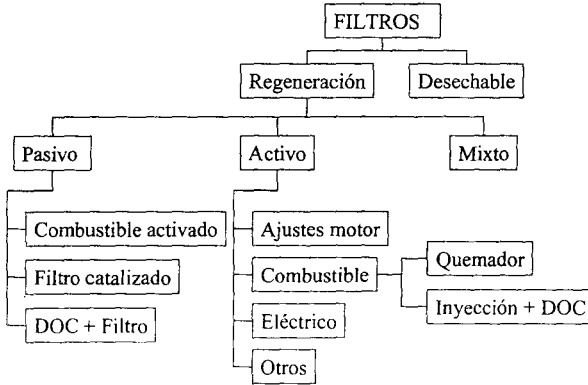 FILTROS
Regeneración
Desechable
Pasivo
Activo
Mixto
Combustible activado
Filtro catalizado
DOC + Filtro
Ajustes motor
Combustible
Eléctrico
Otros
Quemador
Inyección + DOC